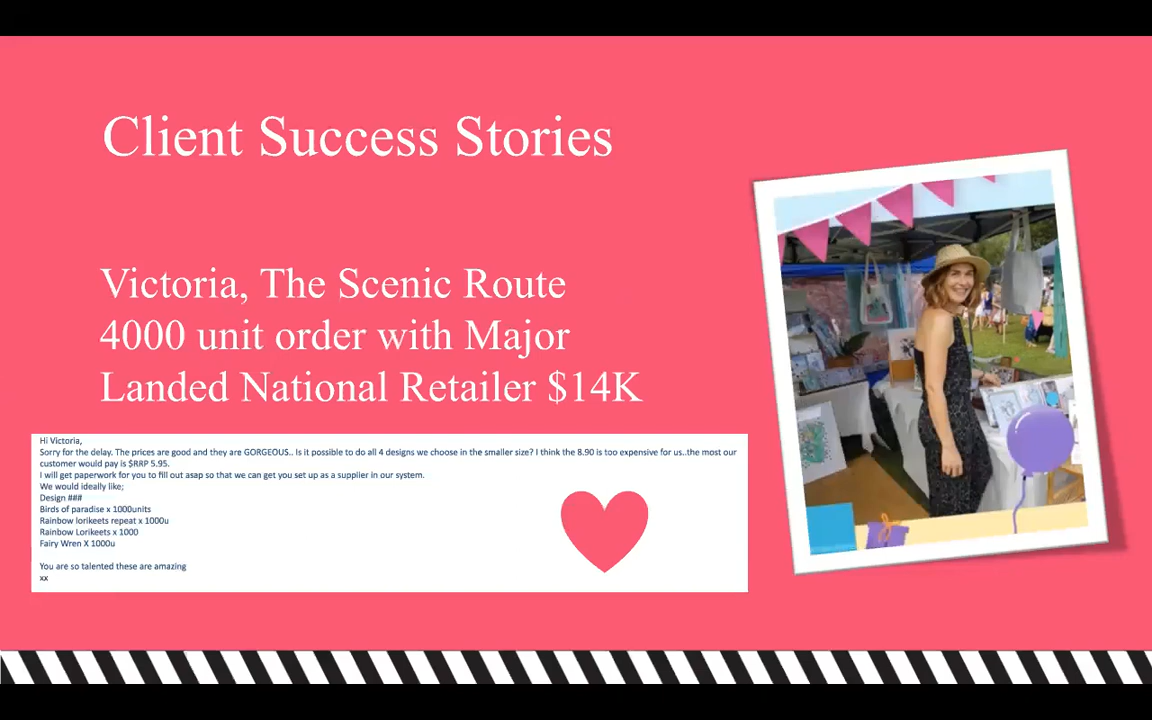 Client Success Stories
Victoria, The Scenic Route
4000 unit order with Major
Landed National Retailer $14K
Hi Victoria,
Sorry for the delay. The prices are good and they are GORGEOUS.. Is it possible to do all 4 designs we choose in the smaller size? I think the 8.90 is too expensive for us..the most our
customer would pay is $RRP 5.95.
I will get paperwork for you to fill out asap so that we can get you set up as a supplier in our system.
We would ideally like;
Design ###
Birds of paradise x 1000units
Rainbow lorikeets repeat x 1000u
Rainbow Lorikeets x 1000
Fairy Wren X 1000u
You are so talented these are amazing
xx